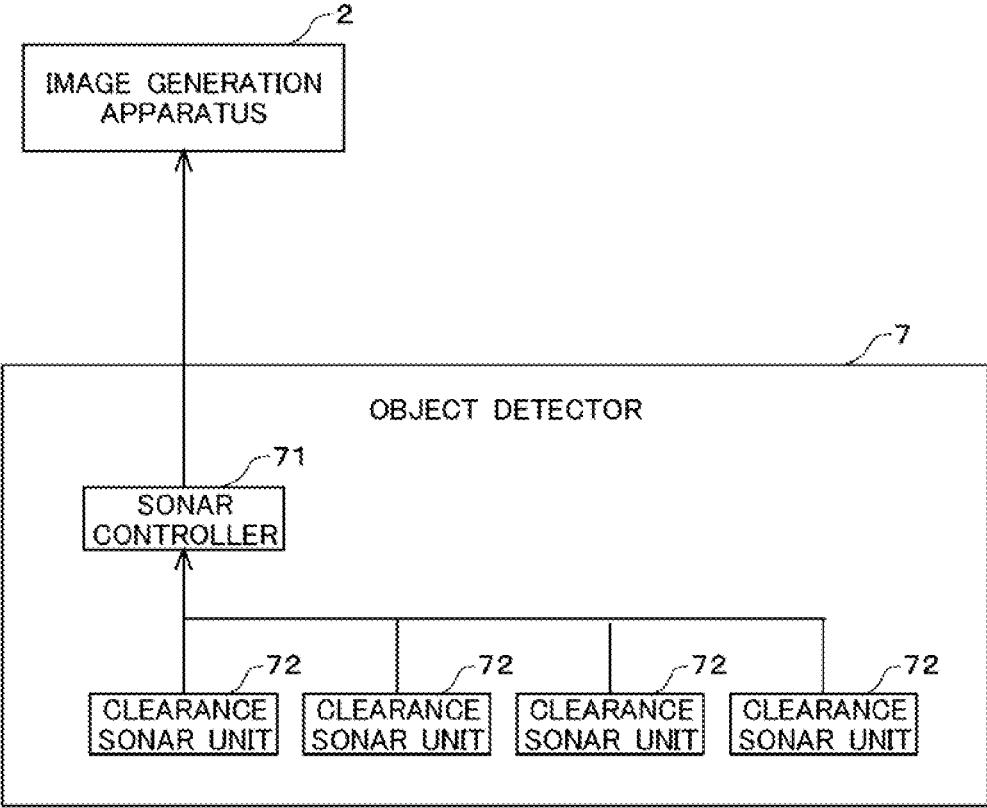 2
IMAGE GENERATION
APPARATUS
7
OBJECT DETECTOR
71
SONAR
CONTROLLER
72
72
72
72
CLEARANCE
SONAR UNIT
CLEARANCE
SONAR UNIT
CLEARANCE
SONAR UNIT
CLEARANCE
SONAR UNIT